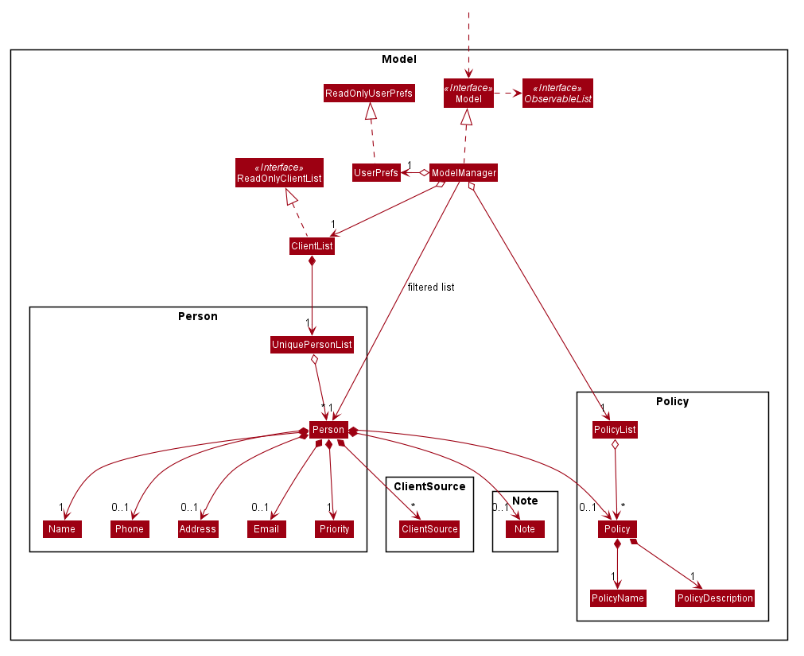 Model
«Interface»
Model
«Interface»
ObservableList
ReadOnlyUserPrefs
UserPrefs
1
ModelManager
«Interface»
ReadOnlyClientList
1
ClientList
filtered list
Person
1
UniquePersonList
* 1
Person
Policy
1
PolicyList
ClientSource
Note
1
0..1
0..1
0..1
1
*
0..1
0..1
*
Name
Phone
Address
Email
Priority
ClientSource
Note
Policy
1
1
PolicyName
PolicyDescription